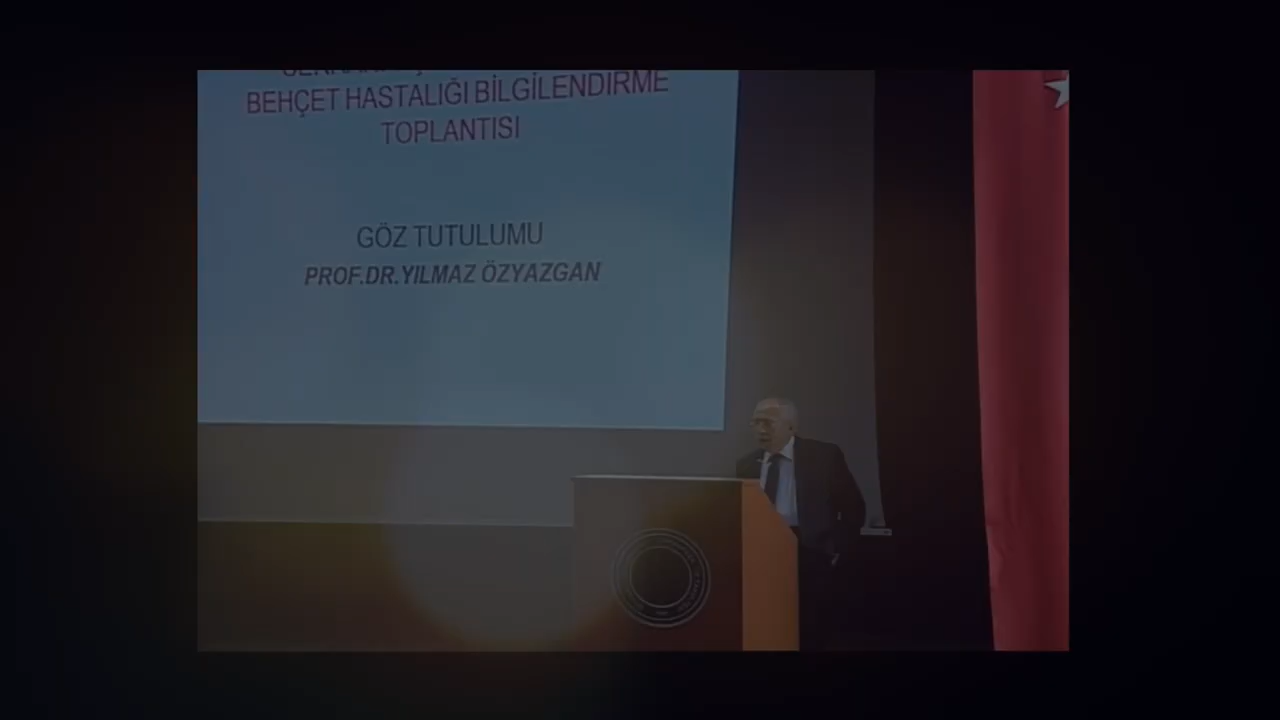 BEHÇET HASTALIĞI BİLGİLENDİRME
TOPLANTISI
GÖZ TUTULUMU
PROF.DR.YILMAZ ÖZYAZGAN